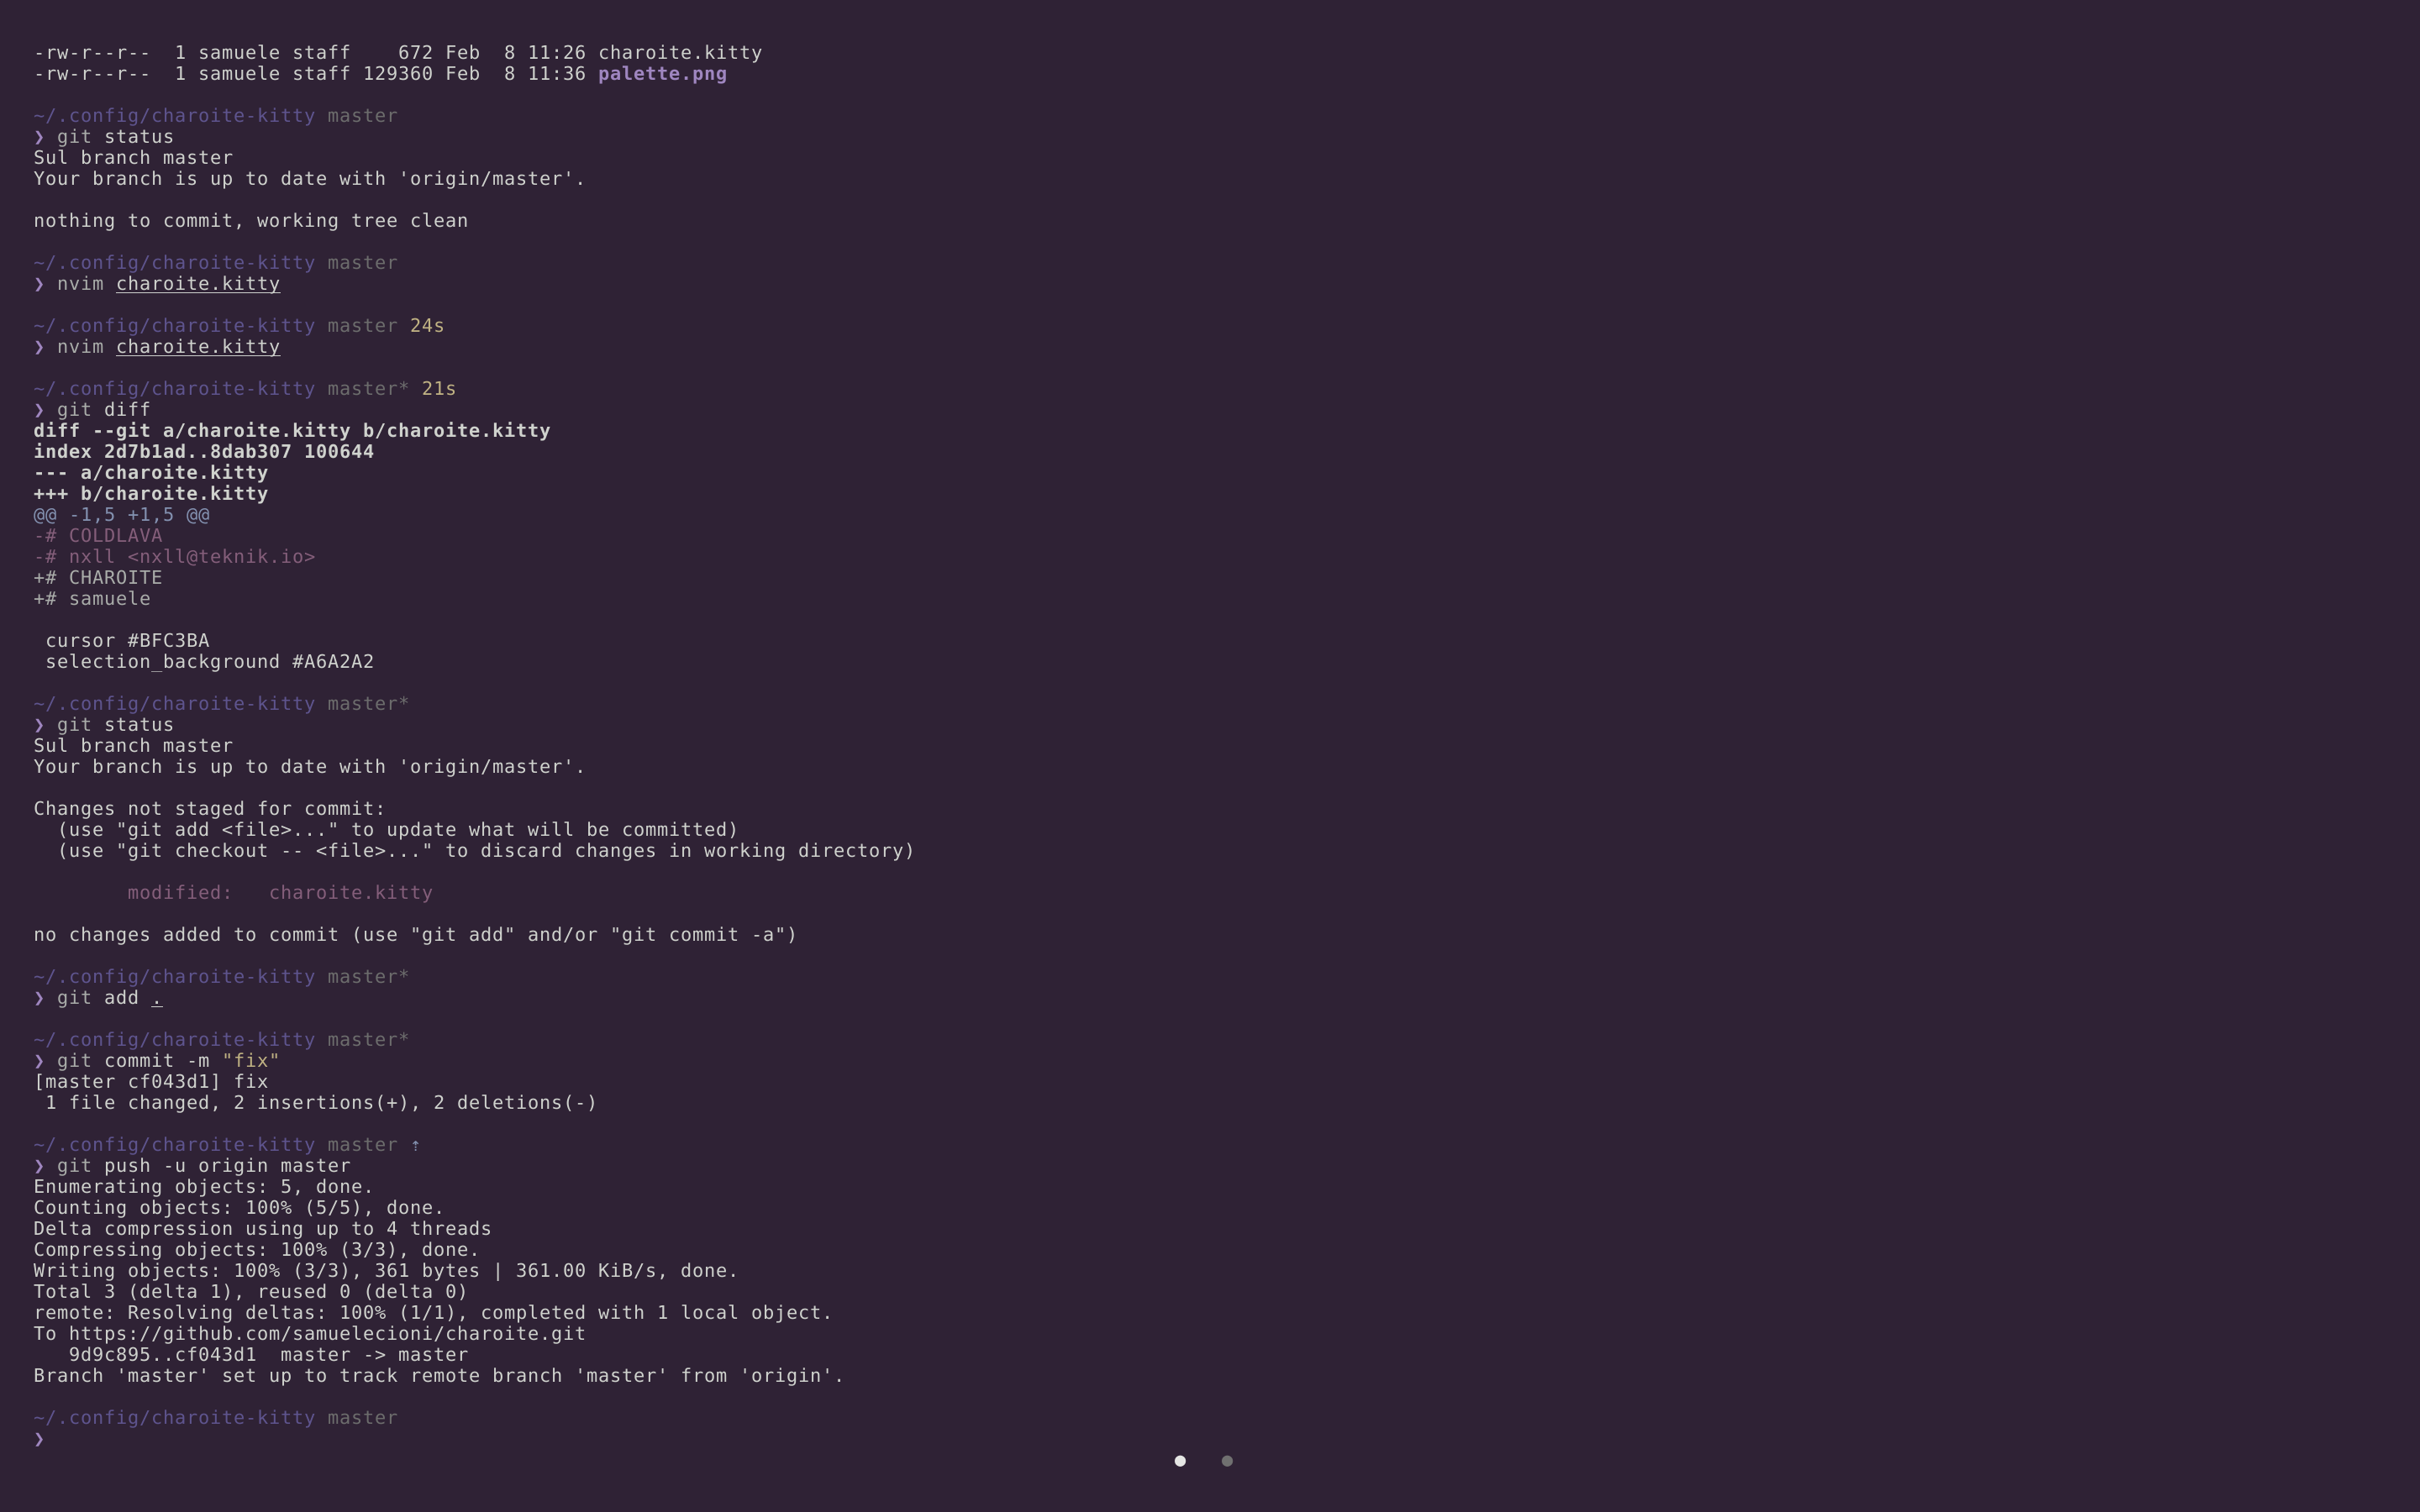 -rw-r--r--  1 samuele staff    672 Feb  8 11:26 charoite.kitty
-rw-r--r--  1 samuele staff 129360 Feb  8 11:36 palette.png
~/.config/charoite-kitty master
❯ git status
Sul branch master
Your branch is up to date with 'origin/master'.
nothing to commit, working tree clean
~/.config/charoite-kitty master
❯ nvim charoite.kitty
~/.config/charoite-kitty master 24s
❯ nvim charoite.kitty
~/.config/charoite-kitty master* 21s
❯ git diff
diff --git a/charoite.kitty b/charoite.kitty
index 2d7b1ad..8dab307 100644
--- a/charoite.kitty
+++ b/charoite.kitty
@@ -1,5 +1,5 @@
-# COLDLAVA
-# nxll <nxll@teknik.io>
+# CHAROITE
+# samuele
 cursor #BFC3BA
 selection_background #A6A2A2
~/.config/charoite-kitty master*
❯ git status
Sul branch master
Your branch is up to date with 'origin/master'.
Changes not staged for commit:
  (use "git add <file>..." to update what will be committed)
  (use "git checkout -- <file>..." to discard changes in working directory)
        modified:   charoite.kitty
no changes added to commit (use "git add" and/or "git commit -a")
~/.config/charoite-kitty master*
❯ git add .
~/.config/charoite-kitty master*
❯ git commit -m "fix"
[master cf043d1] fix
 1 file changed, 2 insertions(+), 2 deletions(-)
~/.config/charoite-kitty master ⇡
❯ git push -u origin master
Enumerating objects: 5, done.
Counting objects: 100% (5/5), done.
Delta compression using up to 4 threads
Compressing objects: 100% (3/3), done.
Writing objects: 100% (3/3), 361 bytes | 361.00 KiB/s, done.
Total 3 (delta 1), reused 0 (delta 0)
remote: Resolving deltas: 100% (1/1), completed with 1 local object.
To https://github.com/samuelecioni/charoite.git
   9d9c895..cf043d1  master -> master
Branch 'master' set up to track remote branch 'master' from 'origin'.
~/.config/charoite-kitty master
❯